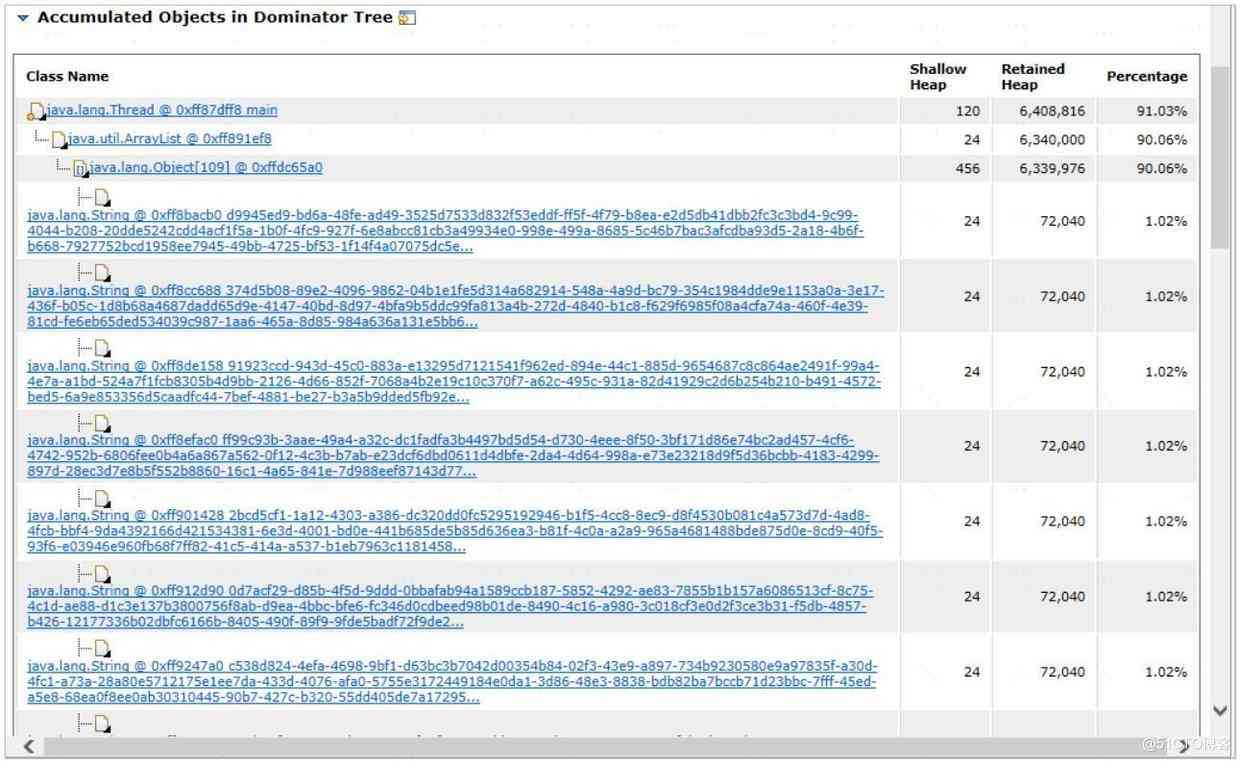 Accumulated Objects in Dominator Tree
Class Name Shallow Heap Retained Heap Percentage
java.lang.Thread @ 0xff87dff8 main 120 6,408,816 91.03%
java.util.ArrayList @ 0xff891ef8 24 6,340,000 90.06%
java.lang.Object[109] @ 0xffdc65a0 456 6,339,976 90.06%
java.lang.String @ 0xff8bacb0 d9945ed9-bd6a-48fe-ad49-3525d7533d832f53eddf-ff5f-4f79-b8ea-e2d5db41dbb2fc3c3bd4-9c99-
4044-b208-20dde5242cdd4acf1f5a-1b0f-4fc9-927f-6e8abcc81cb3a49934e0-998e-499a-8685-5c46b7bac3afcdba93d5-2a18-4b6f-
b668-7927752bcd1958ee7945-49bb-4725-bf53-1f14f4a07075dc5e... 24 72,040 1.02%
java.lang.String @ 0xff8cc688 374d5b08-89e2-4096-9862-04b1e1fe5d314a682914-548a-4a9d-bc79-354c1984dde9e1153a0a-3e17-
436f-b05c-1d8b68a4687dadd65d9e-4147-40bd-8d97-4bfa9b5ddc99fa813a4b-272d-4840-b1c8-f629f6985f08a4cfa74a-460f-4e39-
81cd-fe6eb65ded534039c987-1aa6-465a-8d85-984a636a131e5bb6... 24 72,040 1.02%
java.lang.String @ 0xff8de158 91923ccd-943d-45c0-883a-e13295d7121541f962ed-894e-44c1-885d-9654687c8c864ae2491f-99a4-
4e7a-a1bd-524a7f1fcb8305b4d9bb-2126-4d66-852f-7068a4b2e19c10c370f7-a62c-495c-931a-82d41929c2d6b254b210-b491-4572-
bed5-6a9e853356d5caadfc44-7bef-4881-be27-b3a5b9dded5fb92e... 24 72,040 1.02%
java.lang.String @ 0xff8efac0 ff99c93b-3aae-49a4-a32c-dc1fadfa3b4497bd5d54-d730-4eee-8f50-3bf171d86e74bc2ad457-4cf6-
4742-952b-6806fee0b4a6a867a562-0f12-4c3b-b7ab-e23dcf6dbd0611d4dbfe-2da4-4d64-998a-e73e23218d9f5d36bcbb-4183-4299-
897d-28ec3d7e8b5f552b8860-16c1-4a65-841e-7d988eef87143d77... 24 72,040 1.02%
java.lang.String @ 0xff901428 2bcd5cf1-1a12-4303-a386-dc320dd0fc5295192946-b1f5-4cc8-8ec9-d8f4530b081c4a573d7d-4ad8-
4fcb-bbf4-9da4392166d421534381-6e3d-4001-bd0e-441b685de5b85d636ea3-b81f-4c0a-a2a9-965a4681488bde875d0e-8cd9-40f5-
93f6-e03946e960fb68f7ff82-41c5-414a-a537-b1eb7963c1181458... 24 72,040 1.02%
java.lang.String @ 0xff912d90 0d7acf29-d85b-4f5d-9ddd-0bbafab94a1589ccb187-5852-4292-ae83-7855b1b157a6086513cf-8c75-
4c1d-ae88-d1c3e137b3800756f8ab-d9ea-4bbc-bfe6-fc346d0cdbeed98b01de-8490-4c16-a980-3c018cf3e0d2f3ce3b31-f5db-4857-
b426-12177336b02dbfc6166b-8405-490f-89f9-9fde5badf72f9de2... 24 72,040 1.02%
java.lang.String @ 0xff9247a0 c538d824-4efa-4698-9bf1-d63bc3b7042d00354b84-02f3-43e9-a897-734b9230580e9a97835f-a30d-
4fc1-a73a-28a80e5712175e1ee7da-433d-4076-afa0-5755e3172449184e0da1-3d86-48e3-8838-bdb82ba7bccb71d23bbc-7fff-45ed-
a5e8-68ea0f8ee0ab30310445-90b7-427c-b320-55dd405de7a17295... 24 72,040 1.02%
@51CTO博客